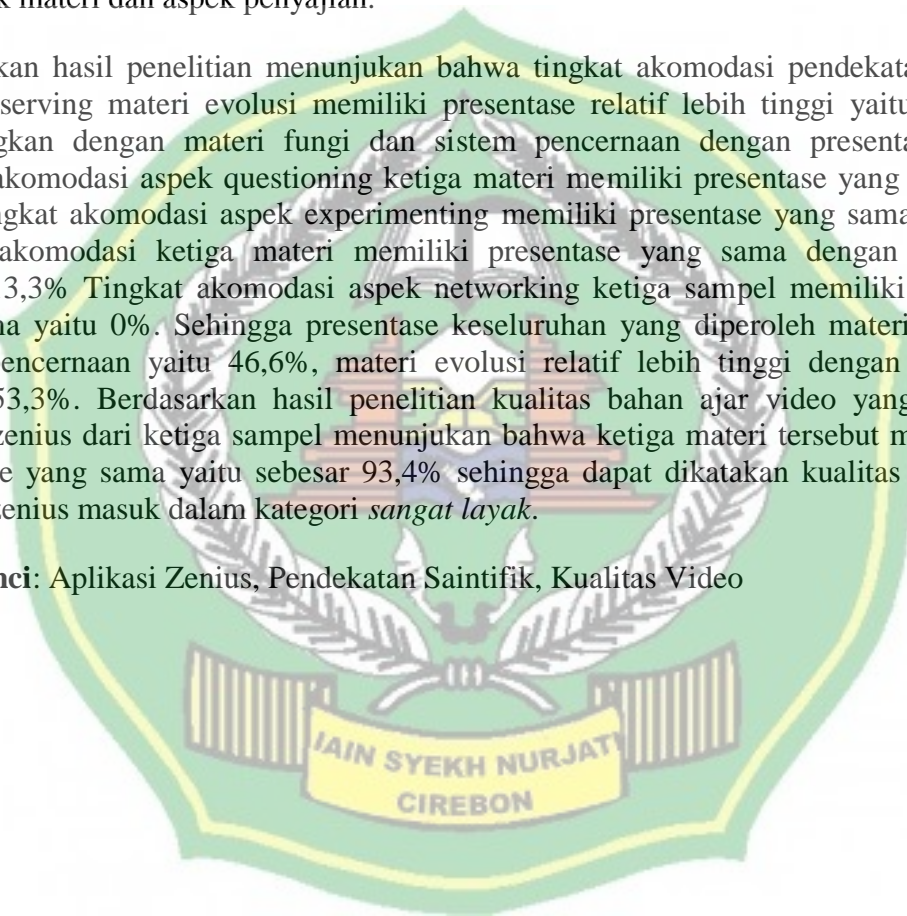 k materi dan aspek penyajian.
kan hasil penelitian menunjukan bahwa tingkat akomodasi pendekata
serving materi evolusi memiliki presentase relatif lebih tinggi yaitu
gkan dengan materi fungi dan sistem pencernaan dengan presenta
akomodasi aspek questioning ketiga materi memiliki presentase yang
ngkat akomodasi aspek experimenting memiliki presentase yang sama
akomodasi ketiga materi memiliki presentase yang sama dengan
3,3% Tingkat akomodasi aspek networking ketiga sampel memiliki
na yaitu 0%. Sehingga presentase keseluruhan yang diperoleh materi
pencernaan yaitu 46,6%, materi evolusi relatif lebih tinggi dengan
53,3%. Berdasarkan hasil penelitian kualitas bahan ajar video yang
zenius dari ketiga sampel menunjukan bahwa ketiga materi tersebut m
e yang sama yaitu sebesar 93,4% sehingga dapat dikatakan kualitas
zenius masuk dalam kategori sangat layak.
nci: Aplikasi Zenius, Pendekatan Saintifik, Kualitas Video
IAIN SYEKH NURJATI
CIREBON